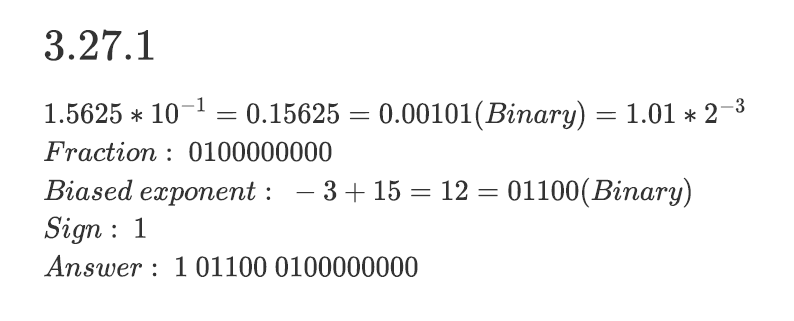 3.27.1
1.5625 * 10⁻¹ = 0.15625 = 0.00101(Binary) = 1.01 * 2⁻³
Fraction : 0100000000
Biased exponent : − 3 + 15 = 12 = 01100(Binary)
Sign : 1
Answer : 1 01100 0100000000